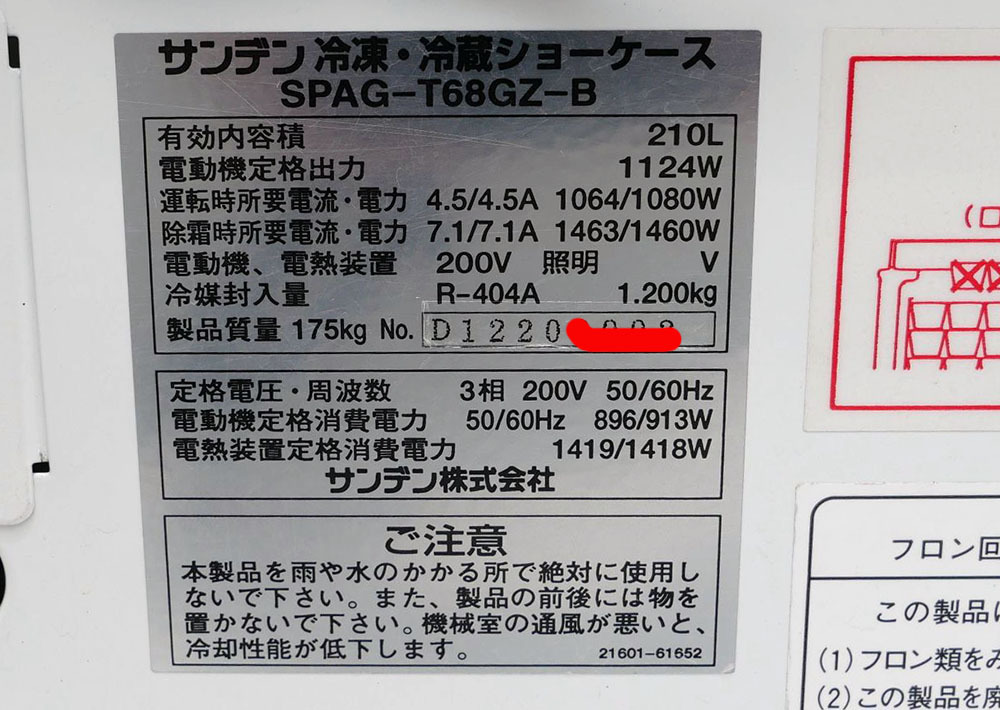 サンデン 冷凍・冷蔵ショーケース
SPAG-T68GZ-B
有効内容積 210L
電動機定格出力 1124W
運転時所要電流・電力 4.5/4.5A 1064/1080W
除霜時所要電流・電力 7.1/7.1A 1463/1460W
電動機、電熱装置 200V 照明 V
冷媒封入量 R-404A 1.200kg
製品質量 175kg No. D1220
定格電圧・周波数 3相 200V 50/60Hz
電動機定格消費電力 50/60Hz 896/913W
電熱装置定格消費電力 1419/1418W
サンデン株式会社
ご注意
本製品を雨や水のかかる所で絶対に使用し
ないで下さい。また、製品の前後には物を
置かないで下さい。機械室の通風が悪いと、
冷却性能が低下します。
21601-61652
フロン回
この製品に
(1)フロン類をみ
(2)この製品を廃